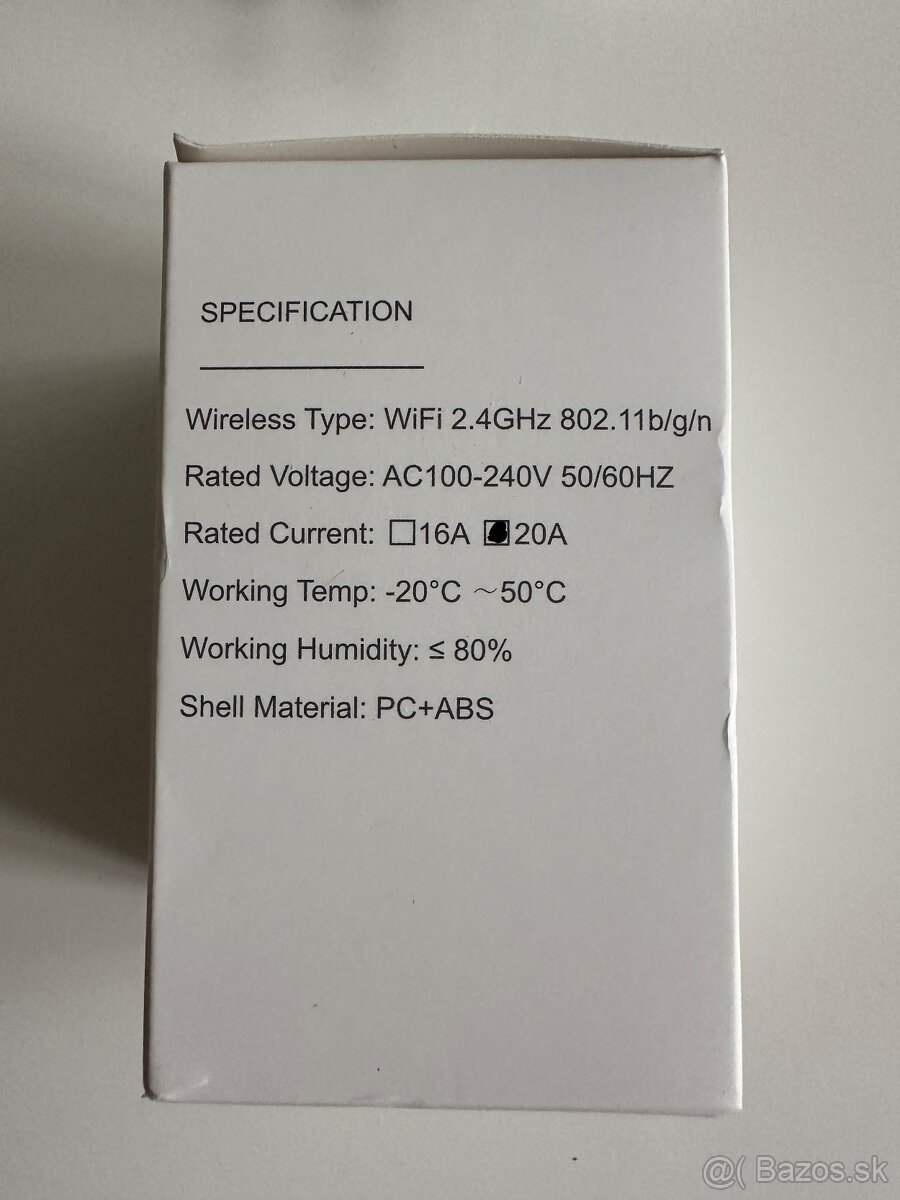 SPECIFICATION
Wireless Type: WiFi 2.4GHz 802.11b/g/n
Rated Voltage: AC100-240V 50/60HZ
Rated Current: ☐16A ☑20A
Working Temp: -20°C ~50°C
Working Humidity: ≤ 80%
Shell Material: PC+ABS
@( Bazos.sk